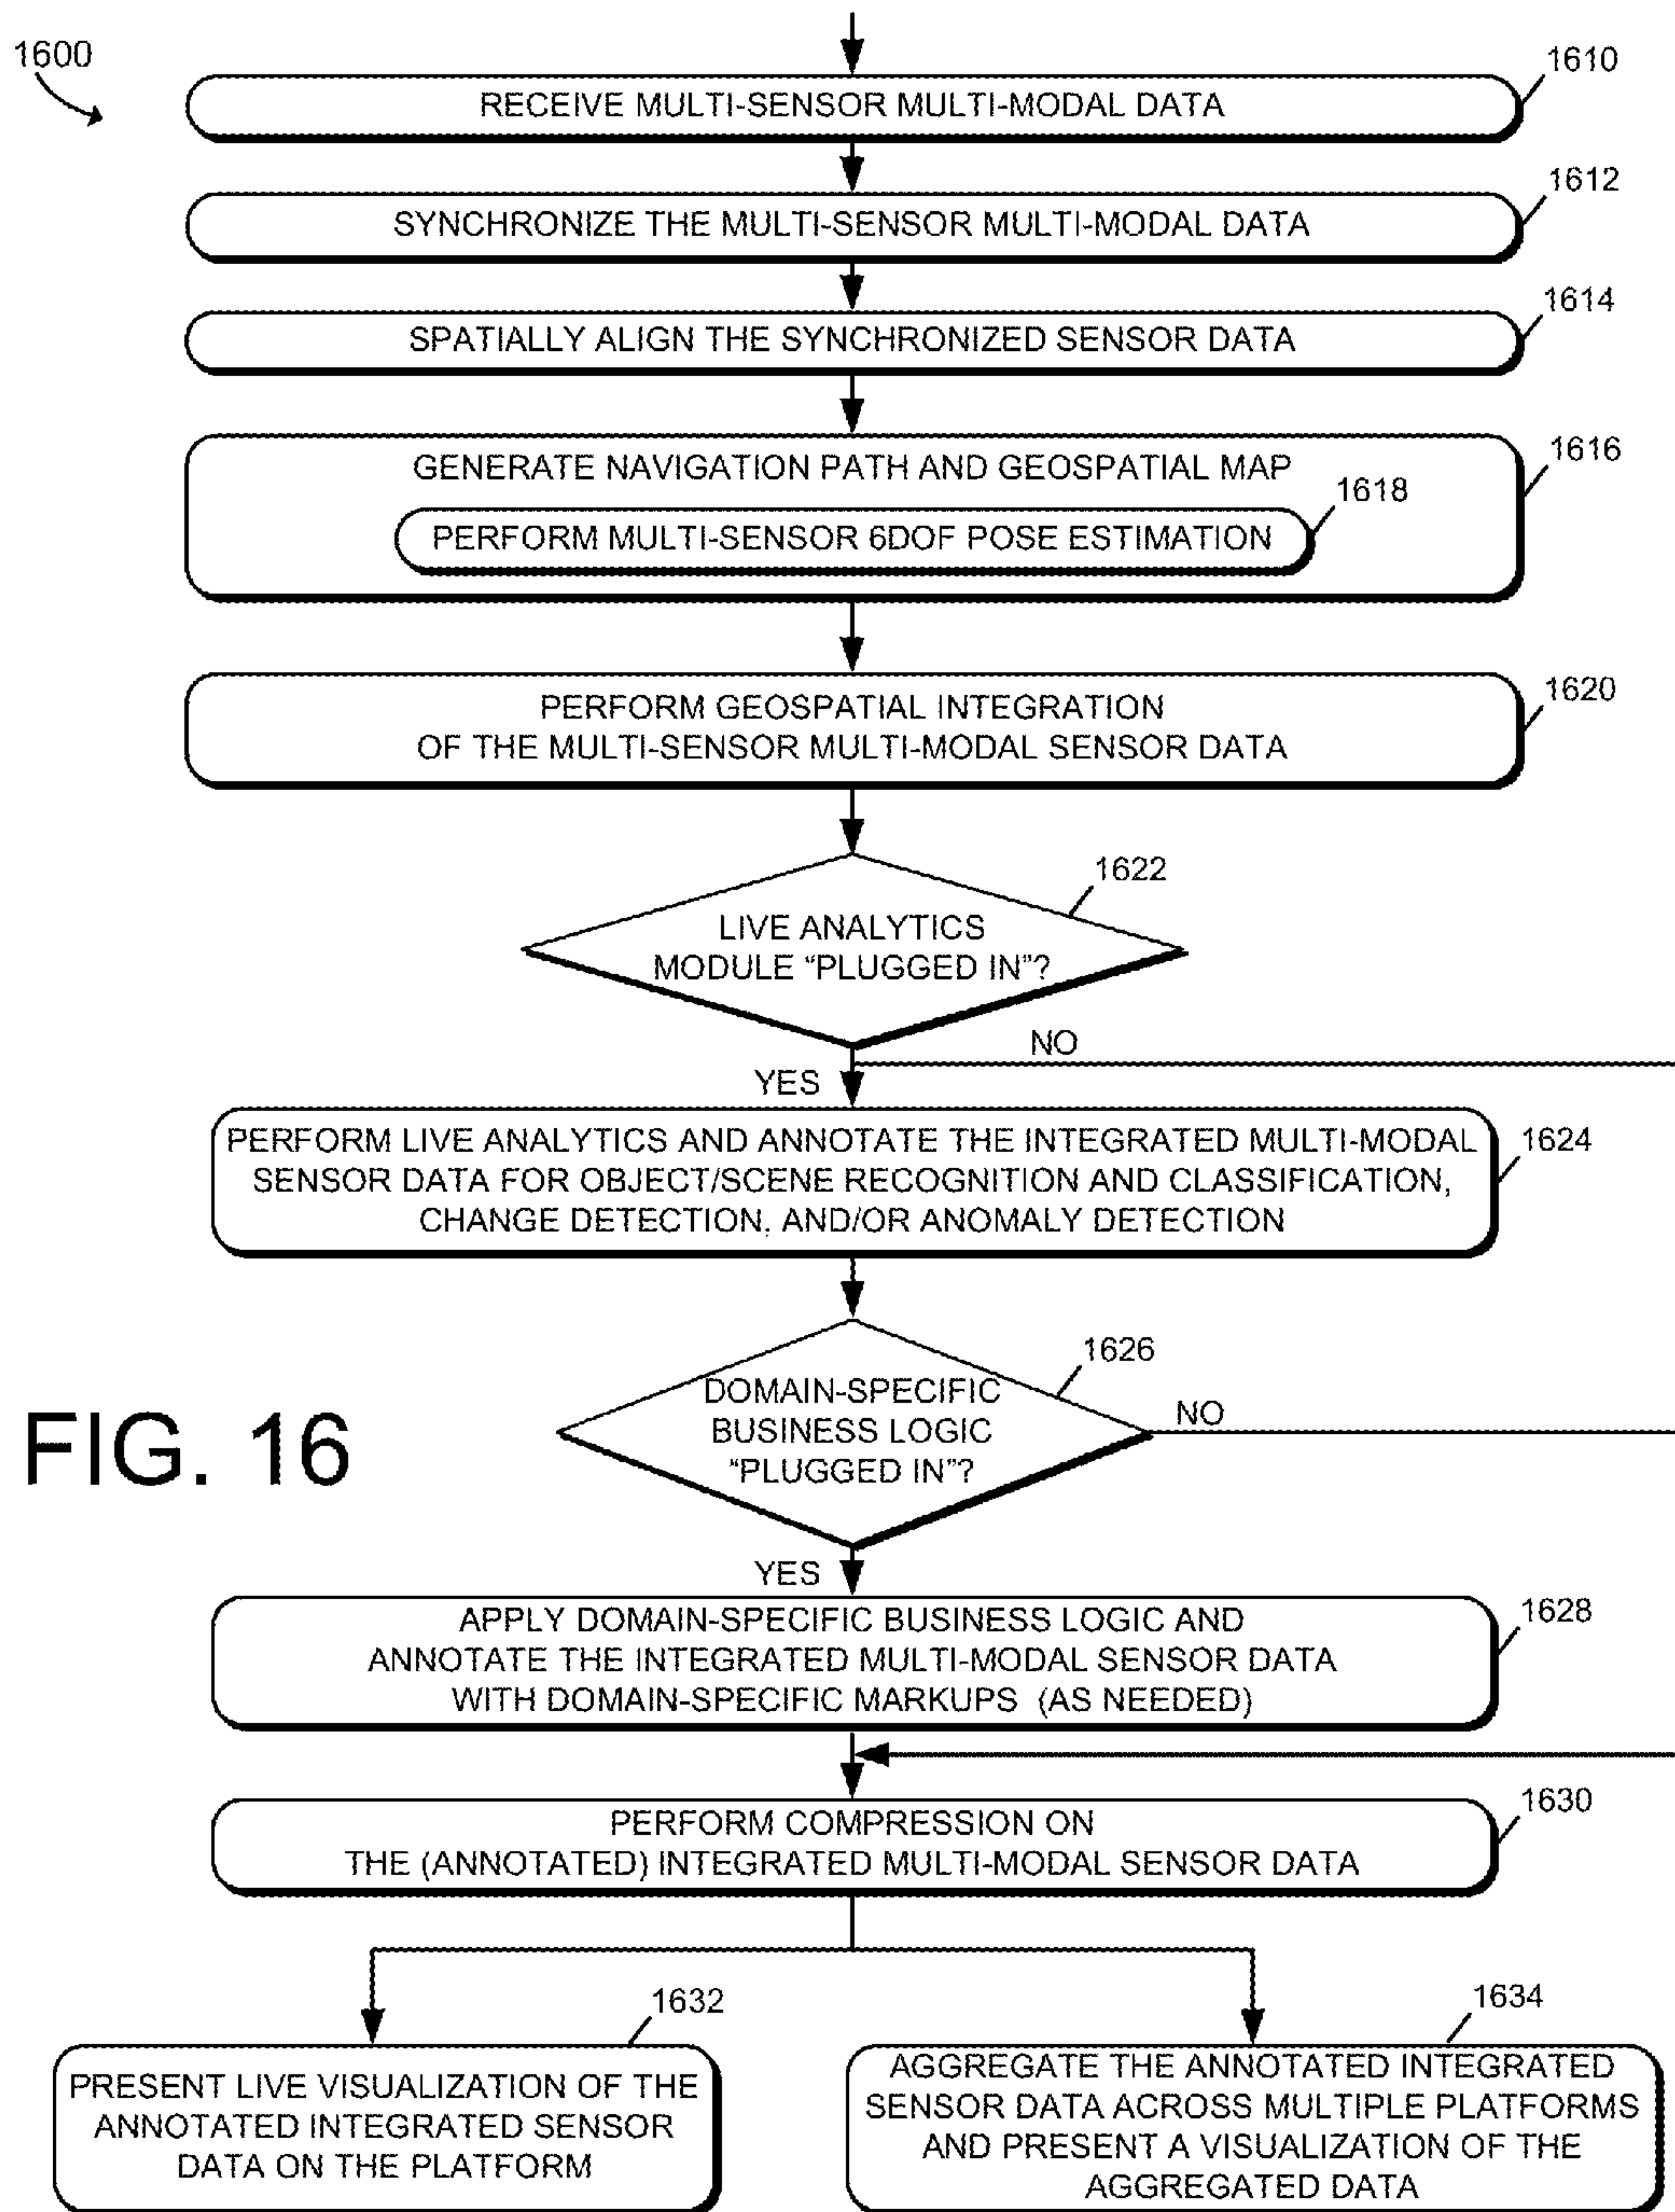 1600
1610
RECEIVE MULTI-SENSOR MULTI-MODAL DATA
1612
SYNCHRONIZE THE MULTI-SENSOR MULTI-MODAL DATA
1614
SPATIALLY ALIGN THE SYNCHRONIZED SENSOR DATA
1616
GENERATE NAVIGATION PATH AND GEOSPATIAL MAP
1618
PERFORM MULTI-SENSOR 6DOF POSE ESTIMATION
1620
PERFORM GEOSPATIAL INTEGRATION
OF THE MULTI-SENSOR MULTI-MODAL SENSOR DATA
1622
LIVE ANALYTICS
MODULE “PLUGGED IN”?
NO
YES
1624
PERFORM LIVE ANALYTICS AND ANNOTATE THE INTEGRATED MULTI-MODAL
SENSOR DATA FOR OBJECT/SCENE RECOGNITION AND CLASSIFICATION,
CHANGE DETECTION, AND/OR ANOMALY DETECTION
1626
DOMAIN-SPECIFIC
BUSINESS LOGIC
“PLUGGED IN”?
NO
FIG. 16
YES
1628
APPLY DOMAIN-SPECIFIC BUSINESS LOGIC AND
ANNOTATE THE INTEGRATED MULTI-MODAL SENSOR DATA
WITH DOMAIN-SPECIFIC MARKUPS (AS NEEDED)
1630
PERFORM COMPRESSION ON
THE (ANNOTATED) INTEGRATED MULTI-MODAL SENSOR DATA
1632
PRESENT LIVE VISUALIZATION OF THE
ANNOTATED INTEGRATED SENSOR
DATA ON THE PLATFORM
1634
AGGREGATE THE ANNOTATED INTEGRATED
SENSOR DATA ACROSS MULTIPLE PLATFORMS
AND PRESENT A VISUALIZATION OF THE
AGGREGATED DATA